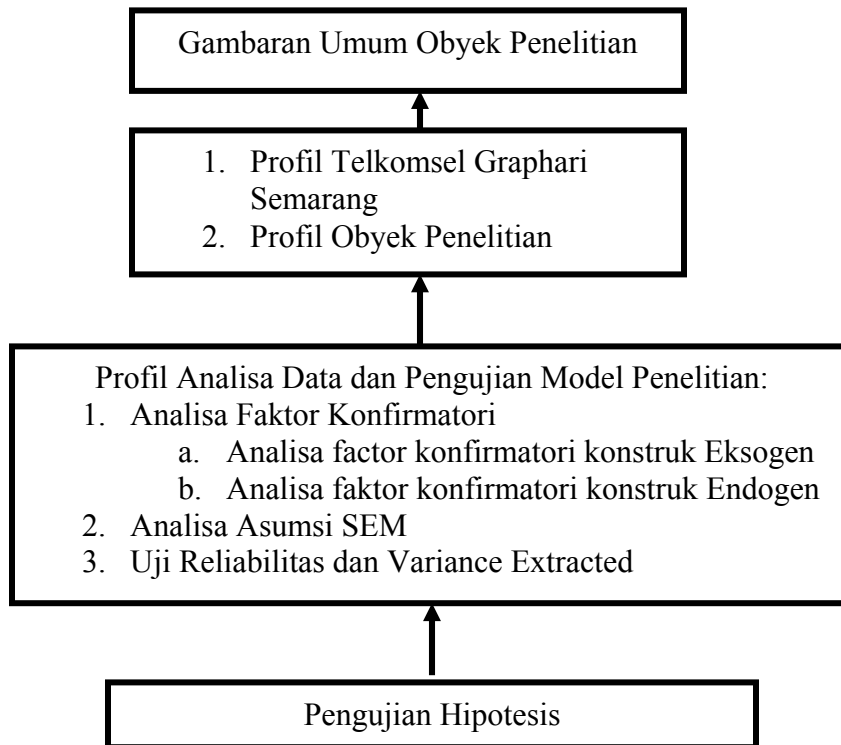 Gambaran Umum Obyek Penelitian
1. Profil Telkomsel Graphari
Semarang
2. Profil Obyek Penelitian
Profil Analisa Data dan Pengujian Model Penelitian:
1. Analisa Faktor Konfirmatori
a. Analisa factor konfirmatori konstruk Eksogen
b. Analisa faktor konfirmatori konstruk Endogen
2. Analisa Asumsi SEM
3. Uji Reliabilitas dan Variance Extracted
Pengujian Hipotesis